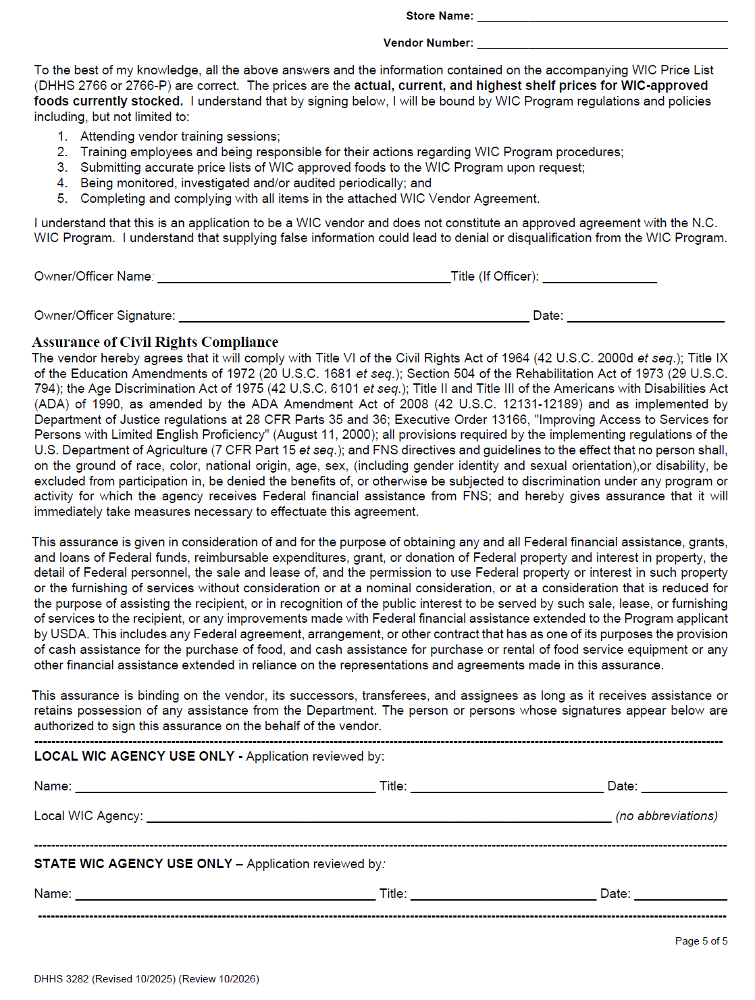 Store Name: ______________________________
Vendor Number: ______________________________
To the best of my knowledge, all the above answers and the information contained on the accompanying WIC Price List
(DHHS 2766 or 2766-P) are correct. The prices are the actual, current, and highest shelf prices for WIC-approved
foods currently stocked. I understand that by signing below, I will be bound by WIC Program regulations and policies
including, but not limited to:
1. Attending vendor training sessions;
2. Training employees and being responsible for their actions regarding WIC Program procedures;
3. Submitting accurate price lists of WIC approved foods to the WIC Program upon request;
4. Being monitored, investigated and/or audited periodically; and
5. Completing and complying with all items in the attached WIC Vendor Agreement.
I understand that this is an application to be a WIC vendor and does not constitute an approved agreement with the N.C.
WIC Program. I understand that supplying false information could lead to denial or disqualification from the WIC Program.
Owner/Officer Name: ______________________________Title (If Officer): ______________
Owner/Officer Signature: ______________________________ Date: ______________
Assurance of Civil Rights Compliance
The vendor hereby agrees that it will comply with Title VI of the Civil Rights Act of 1964 (42 U.S.C. 2000d et seq.); Title IX
of the Education Amendments of 1972 (20 U.S.C. 1681 et seq.); Section 504 of the Rehabilitation Act of 1973 (29 U.S.C.
794); the Age Discrimination Act of 1975 (42 U.S.C. 6101 et seq.); Title II and Title III of the Americans with Disabilities Act
(ADA) of 1990, as amended by the ADA Amendment Act of 2008 (42 U.S.C. 12131-12189) and as implemented by
Department of Justice regulations at 28 CFR Parts 35 and 36; Executive Order 13166, "Improving Access to Services for
Persons with Limited English Proficiency" (August 11, 2000); all provisions required by the implementing regulations of the
U.S. Department of Agriculture (7 CFR Part 15 et seq.); and FNS directives and guidelines to the effect that no person shall,
on the ground of race, color, national origin, age, sex, (including gender identity and sexual orientation),or disability, be
excluded from participation in, be denied the benefits of, or otherwise be subjected to discrimination under any program or
activity for which the agency receives Federal financial assistance from FNS; and hereby gives assurance that it will
immediately take measures necessary to effectuate this agreement.
This assurance is given in consideration of and for the purpose of obtaining any and all Federal financial assistance, grants,
and loans of Federal funds, reimbursable expenditures, grant, or donation of Federal property and interest in property, the
detail of Federal personnel, the sale and lease of, and the permission to use Federal property or interest in such property
or the furnishing of services without consideration or at a nominal consideration, or at a consideration that is reduced for
the purpose of assisting the recipient, or in recognition of the public interest to be served by such sale, lease, or furnishing
of services to the recipient, or any improvements made with Federal financial assistance extended to the Program applicant
by USDA. This includes any Federal agreement, arrangement, or other contract that has as one of its purposes the provision
of cash assistance for the purchase of food, and cash assistance for purchase or rental of food service equipment or any
other financial assistance extended in reliance on the representations and agreements made in this assurance.
This assurance is binding on the vendor, its successors, transferees, and assignees as long as it receives assistance or
retains possession of any assistance from the Department. The person or persons whose signatures appear below are
authorized to sign this assurance on the behalf of the vendor.
LOCAL WIC AGENCY USE ONLY - Application reviewed by:
Name: ______________________________ Title: ____________________ Date: __________
Local WIC Agency: ______________________________ (no abbreviations)
STATE WIC AGENCY USE ONLY – Application reviewed by:
Name: ______________________________ Title: ____________________ Date: __________
Page 5 of 5
DHHS 3282 (Revised 10/2025) (Review 10/2026)